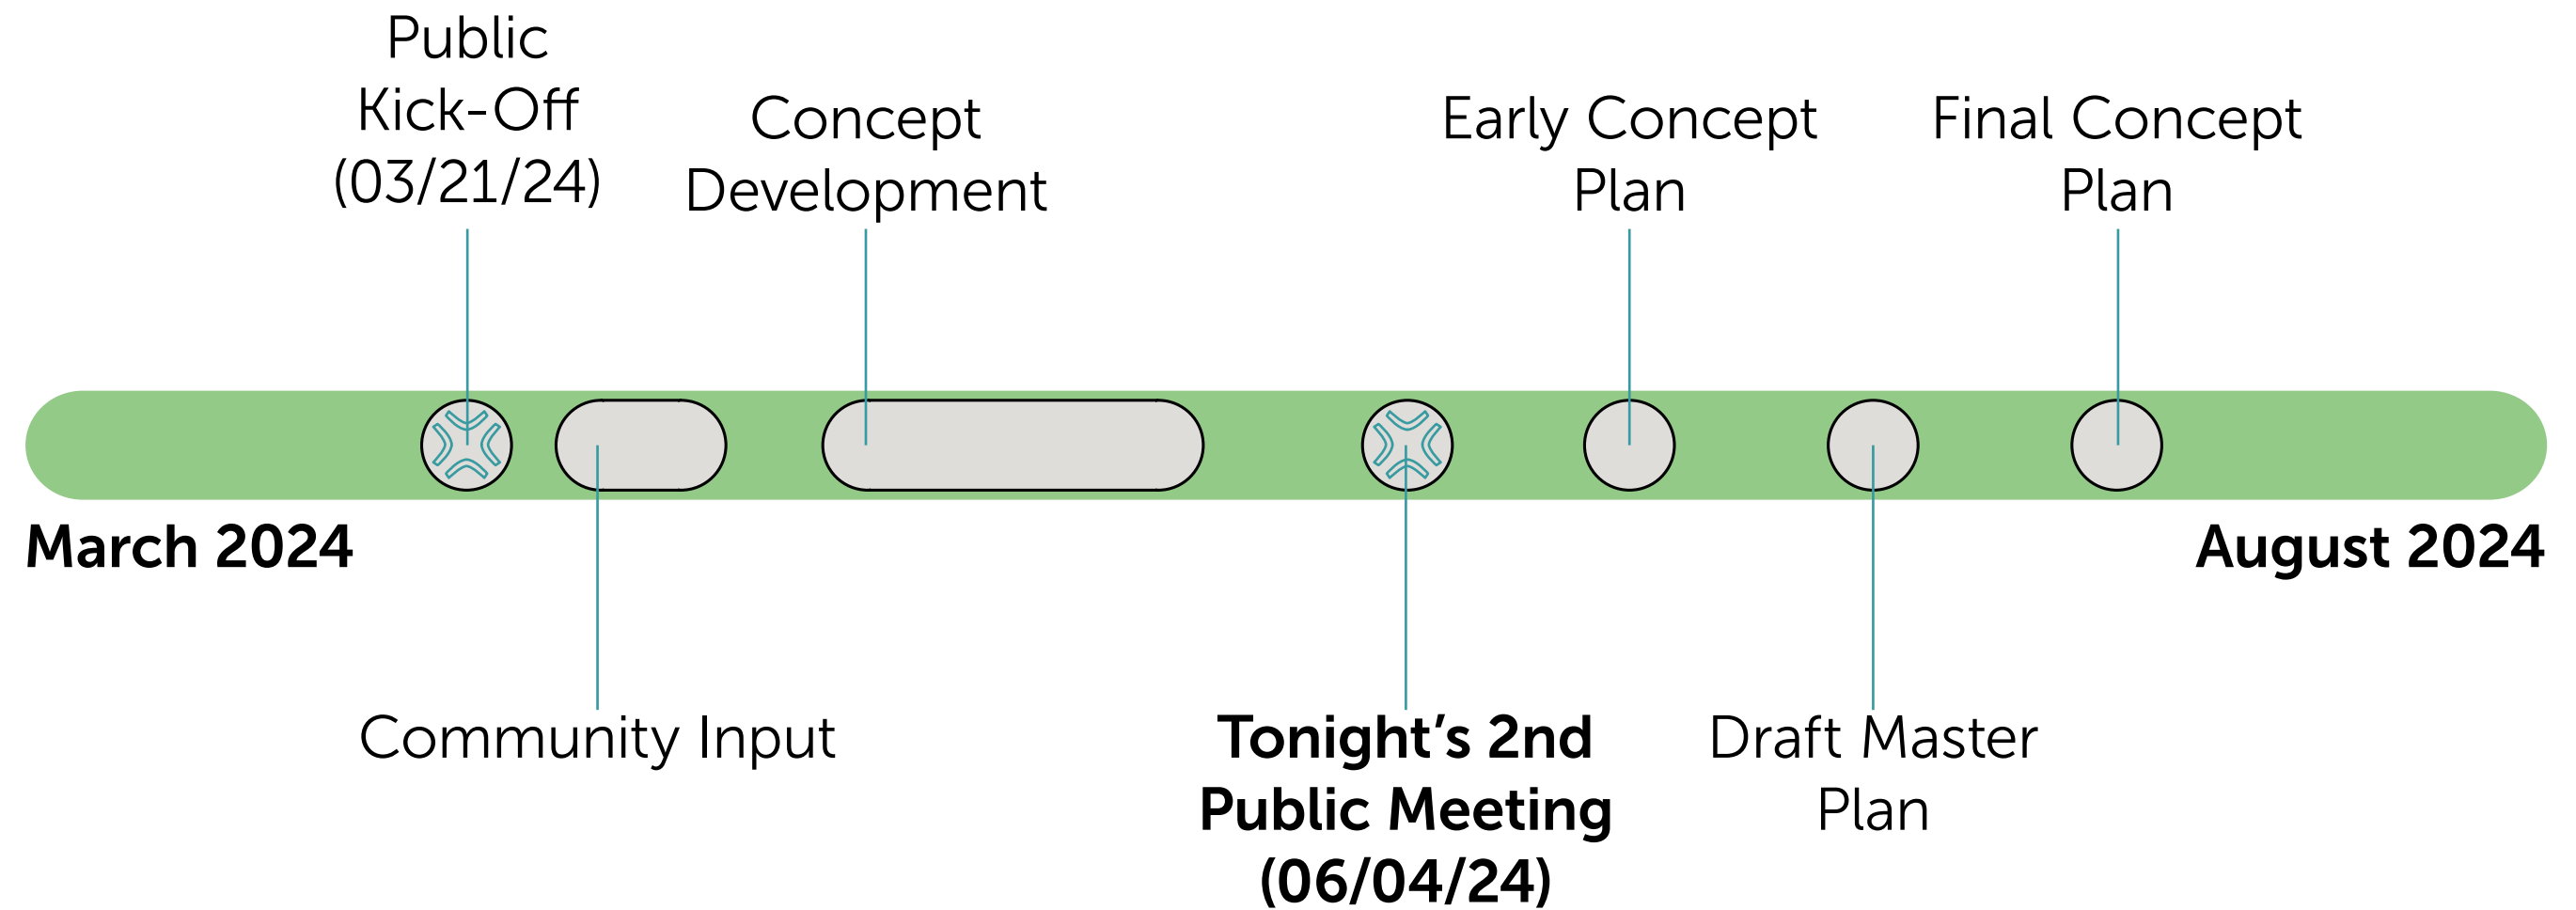 Public
Kick-Off
(03/21/24)
Concept
Development
Early Concept
Plan
Final Concept
Plan
March 2024
August 2024
Community Input
Tonight’s 2nd
Public Meeting
(06/04/24)
Draft Master
Plan